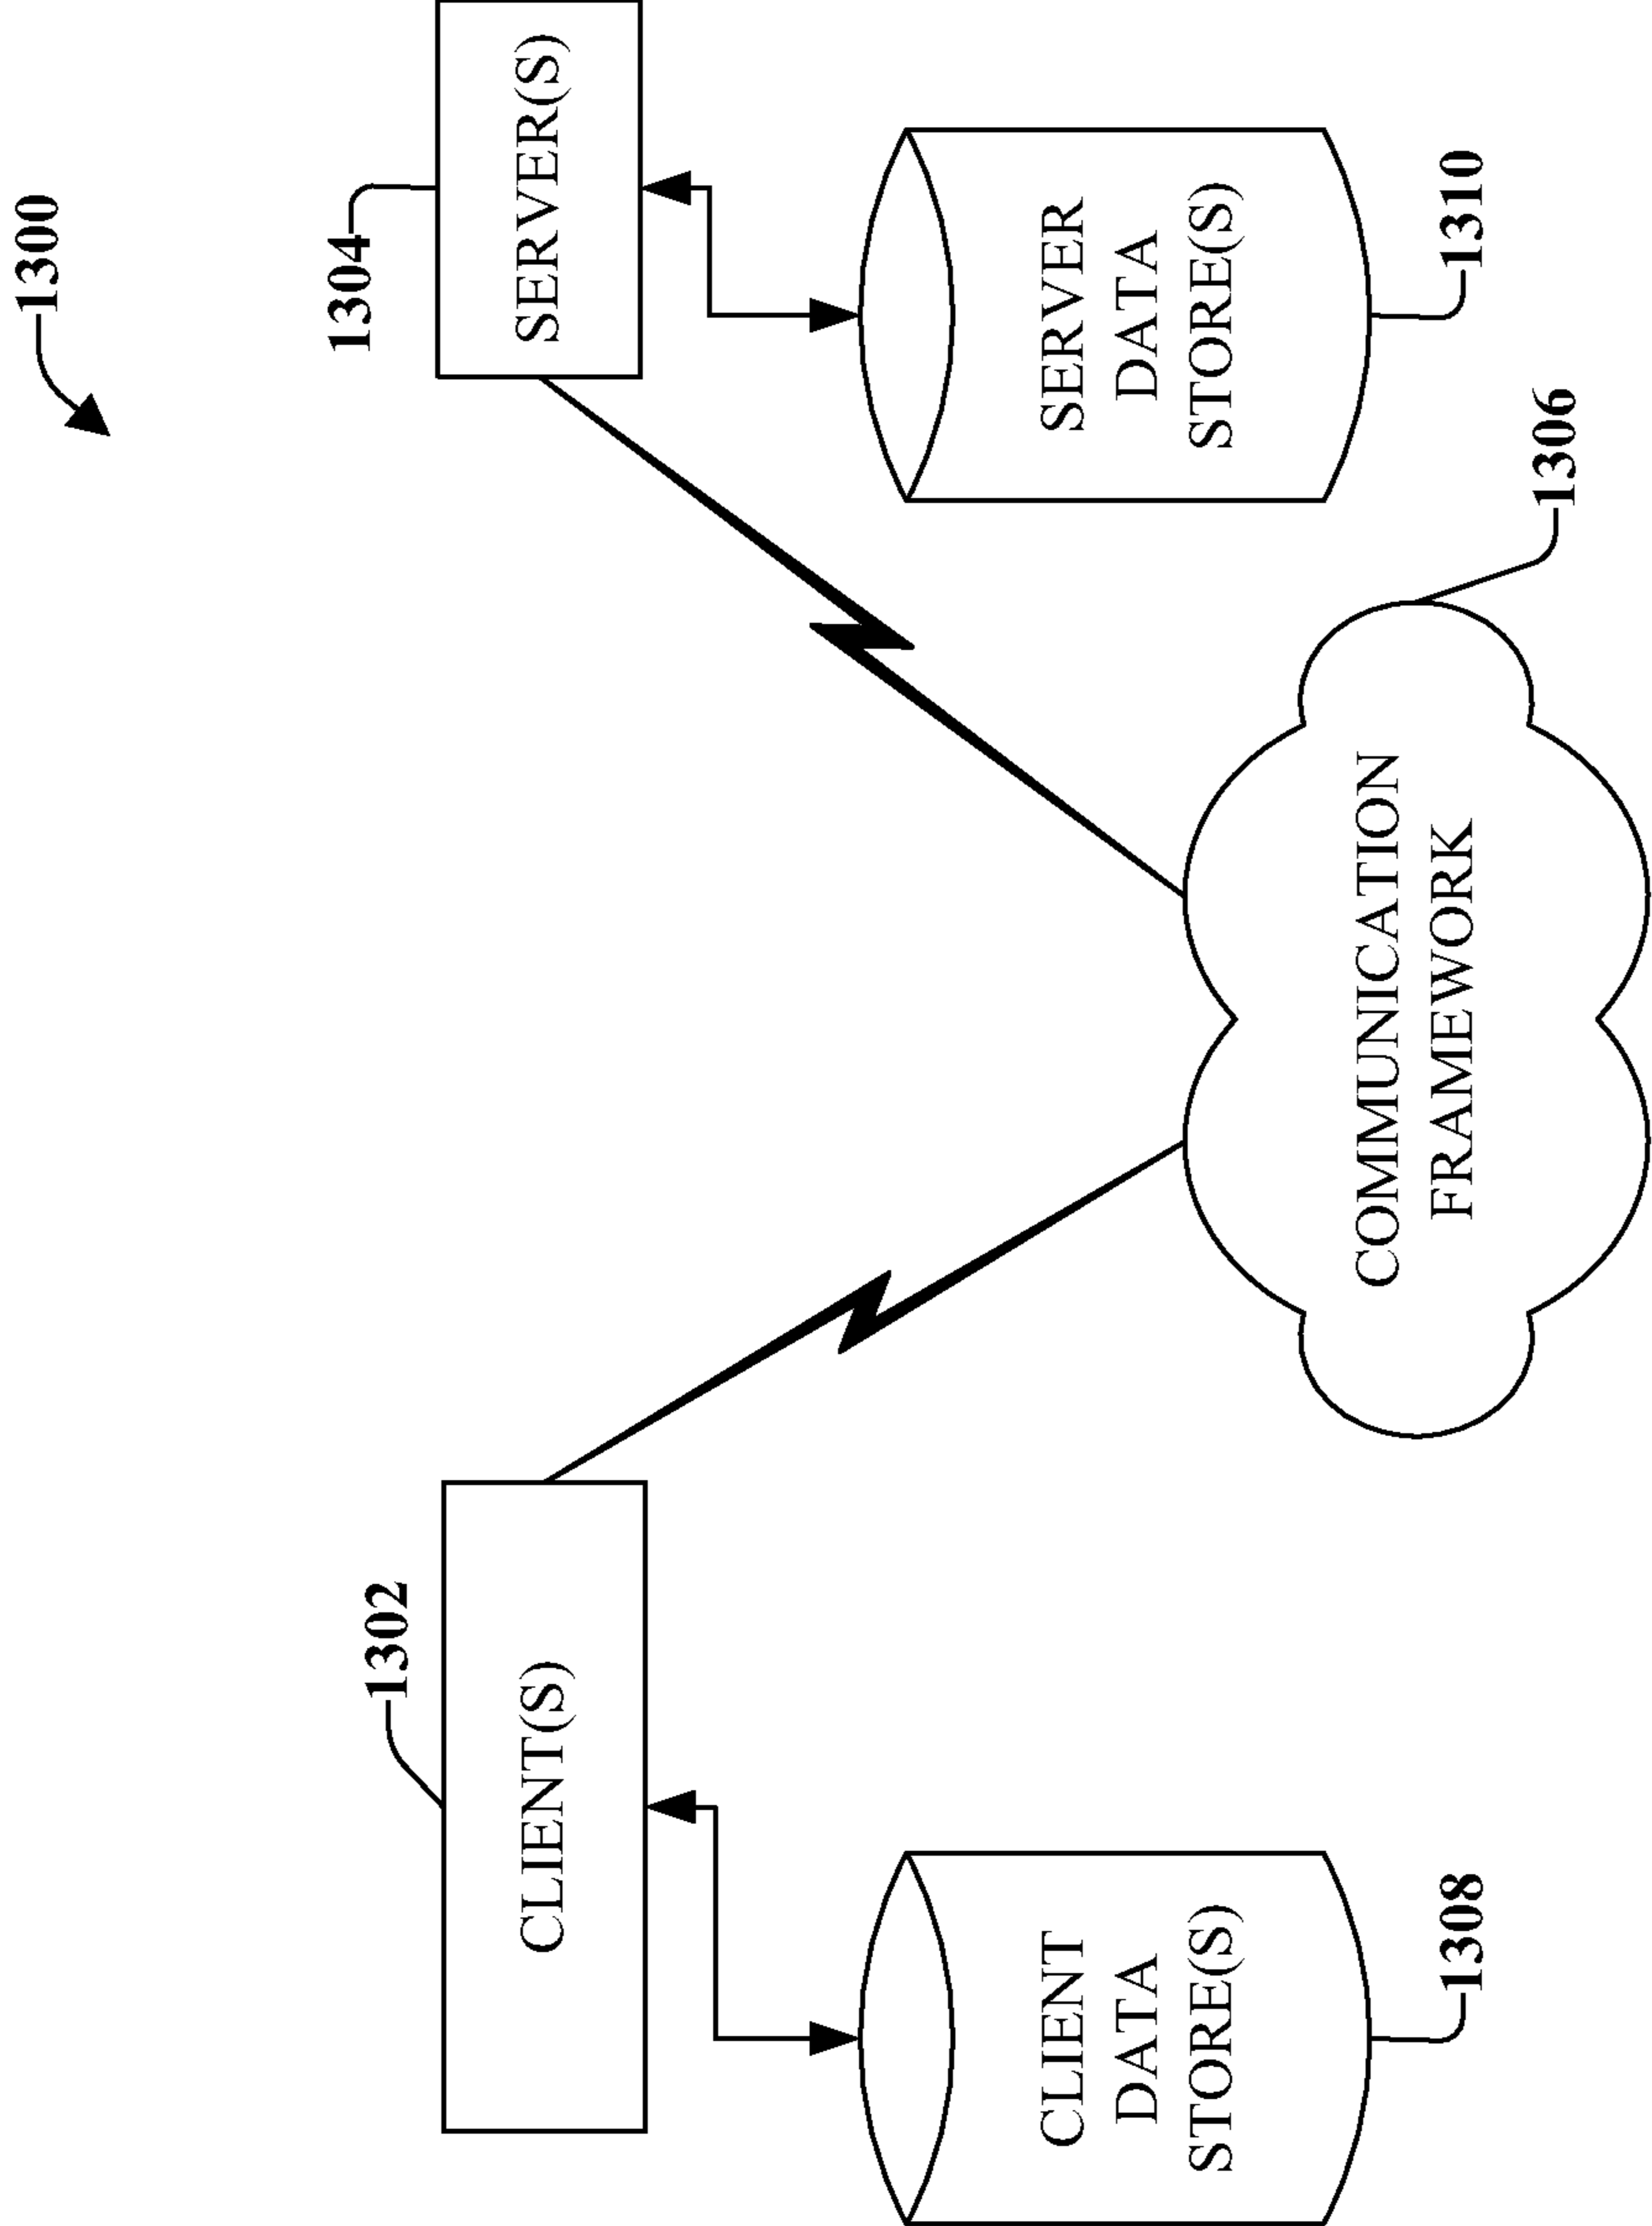 1300
1302
1304
CLIENT(S)
SERVER(S)
CLIENT
DATA
STORE(S)
SERVER
DATA
STORE(S)
COMMUNICATION
FRAMEWORK
1308
1310
1306